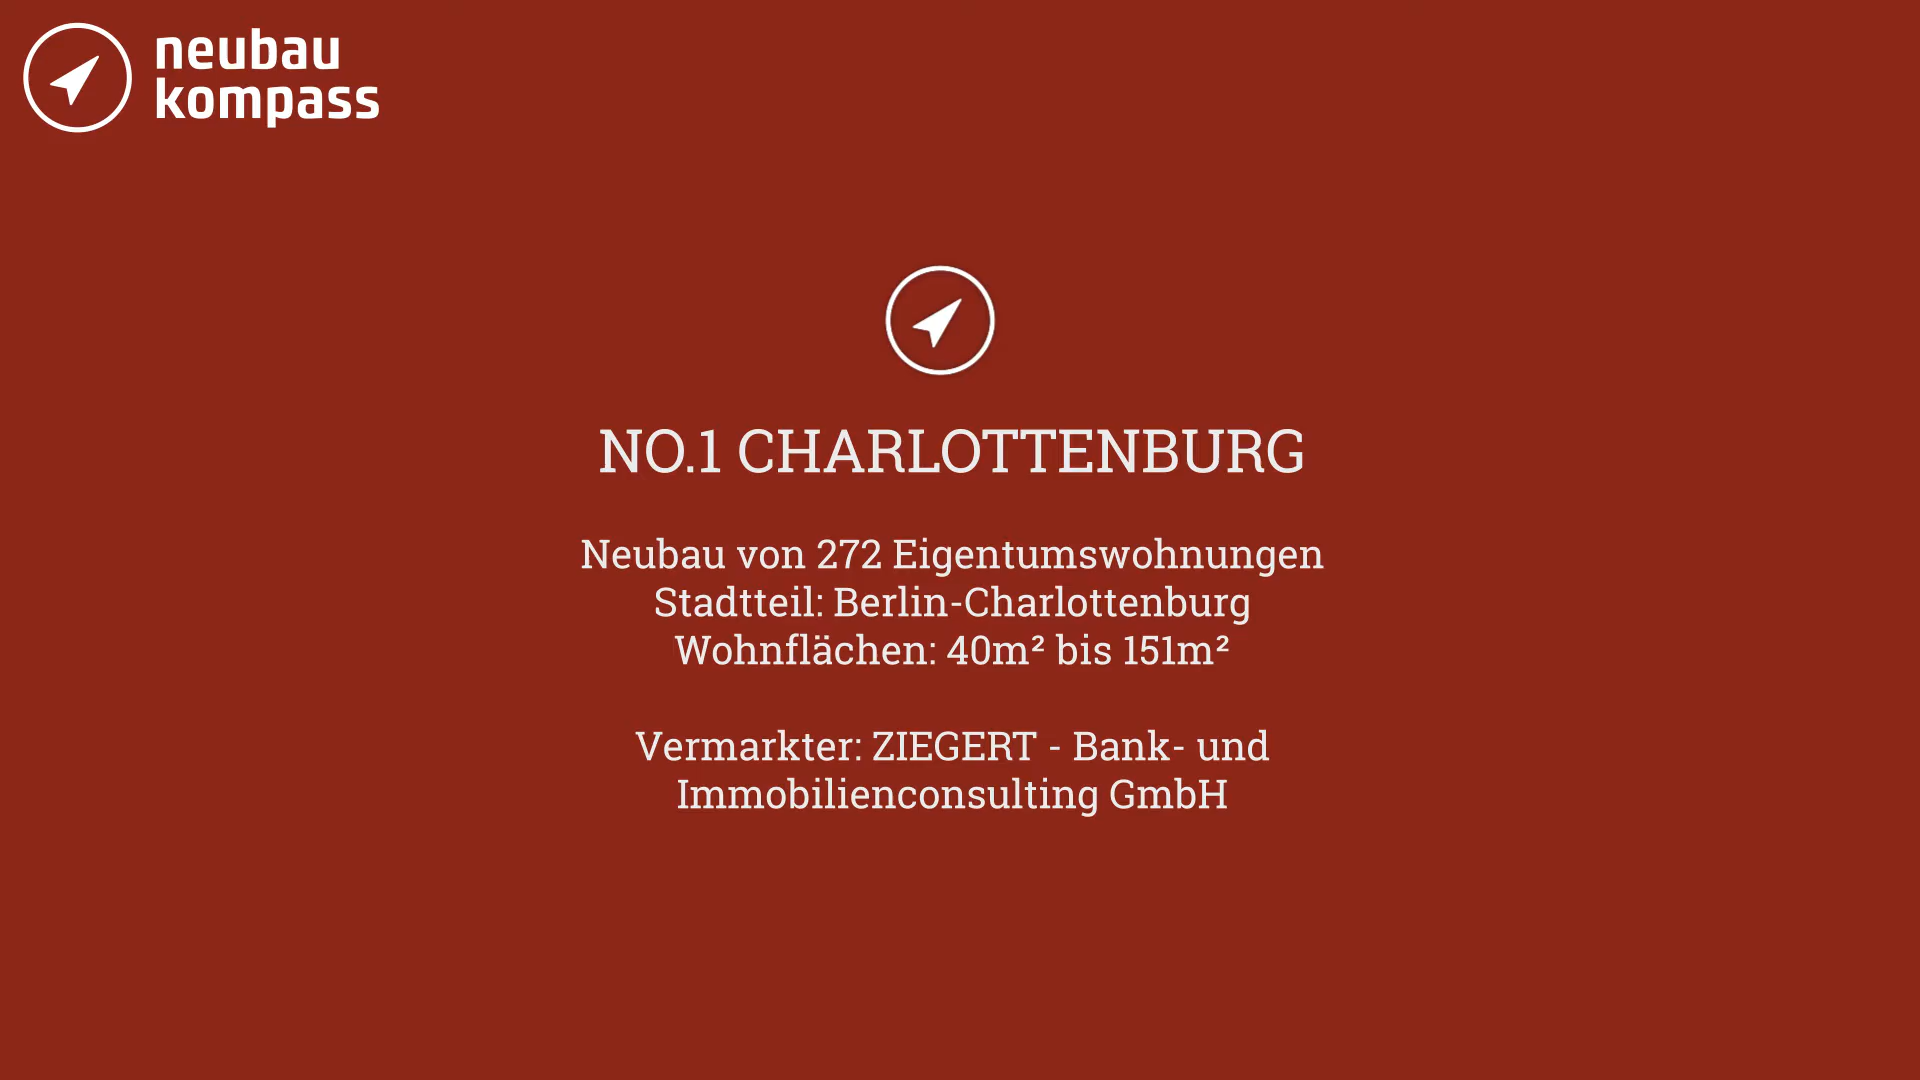 neubau
kompass
NO.1 CHARLOTTENBURG
Neubau von 272 Eigentumswohnungen
Stadtteil: Berlin-Charlottenburg
Wohnflächen: 40m² bis 151m²
Vermarkter: ZIEGERT - Bank- und
Immobilienconsulting GmbH